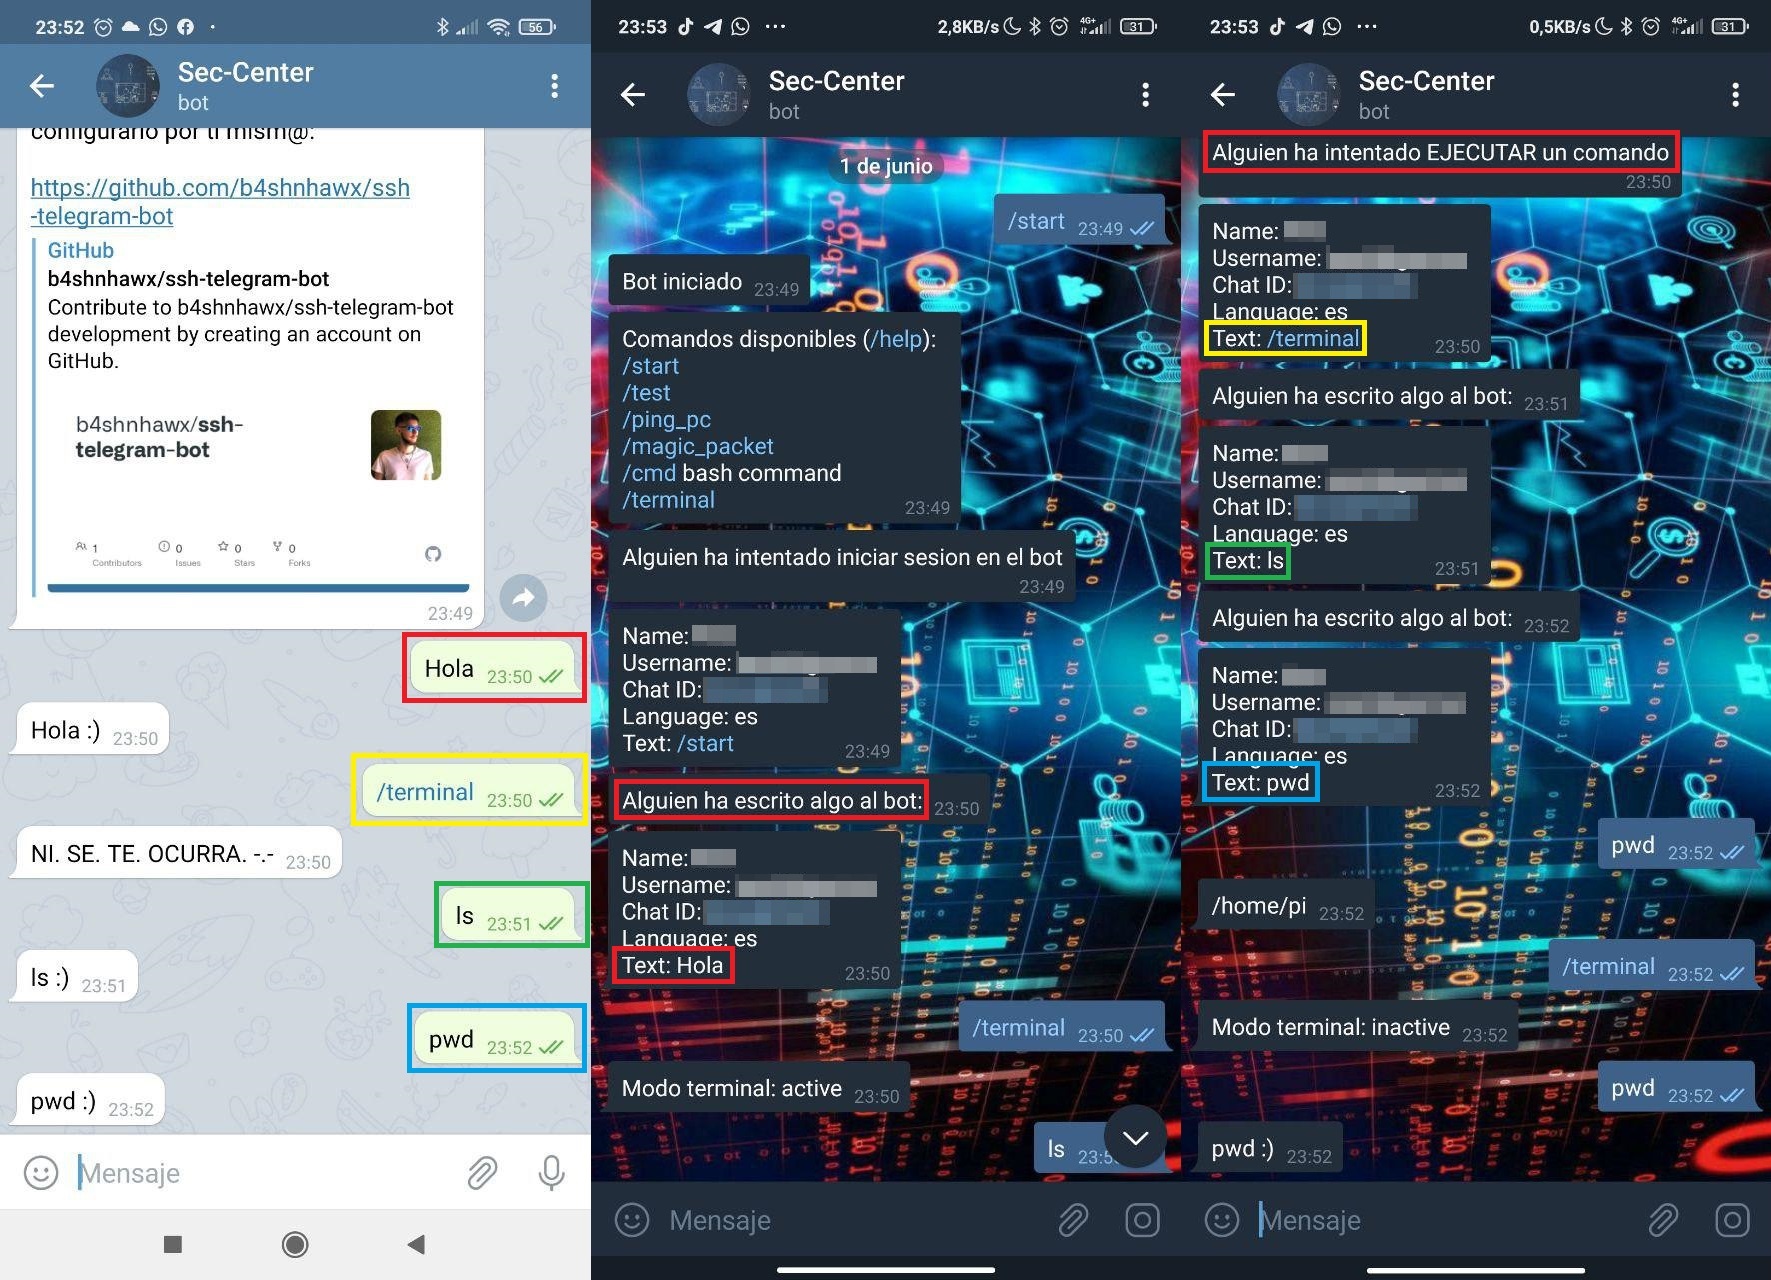 23:52
56
Sec-Center
bot
configurarlo por ti mism@:
https://github.com/b4shnhawx/ssh
-telegram-bot
GitHub
b4shnhawx/ssh-telegram-bot
Contribute to b4shnhawx/ssh-telegram-bot
development by creating an account on
GitHub.
b4shnhawx/ssh-
telegram-bot
1 0 0 0
Contributors Issues Stars Forks
23:49
Hola 23:50
Hola :) 23:50
/terminal 23:50
NI. SE. TE. OCURRA. -.- 23:50
ls 23:51
ls :) 23:51
pwd 23:52
pwd :) 23:52
Mensaje
23:53 2,8KB/s 4G+ 31
Sec-Center
bot
1 de junio
/start 23:49
Bot iniciado 23:49
Comandos disponibles (/help):
/start
/test
/ping_pc
/magic_packet
/cmd bash command
/terminal
23:49
Alguien ha intentado iniciar sesion en el bot
23:49
Name:
Username:
Chat ID:
Language: es
Text: /start 23:49
Alguien ha escrito algo al bot: 23:50
Name:
Username:
Chat ID:
Language: es
Text: Hola 23:50
/terminal 23:50
Modo terminal: active 23:50
ls
Mensaje
23:53 0,5KB/s 4G+ 31
Sec-Center
bot
Alguien ha intentado EJECUTAR un comando
23:50
Name:
Username:
Chat ID:
Language: es
Text: /terminal 23:50
Alguien ha escrito algo al bot: 23:51
Name:
Username:
Chat ID:
Language: es
Text: ls 23:51
Alguien ha escrito algo al bot: 23:52
Name:
Username:
Chat ID:
Language: es
Text: pwd 23:52
pwd 23:52
/home/pi 23:52
/terminal 23:52
Modo terminal: inactive 23:52
pwd 23:52
pwd :) 23:52
Mensaje